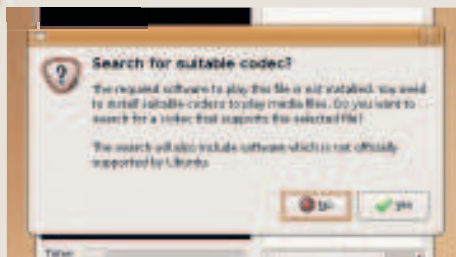 Search for suitable codec?
The required software to play this file is not installed. You need
to install suitable codecs to play media files. Do you want to
search for a codec that supports the selected file?
The search will also include software which is not officially
supported by Ubuntu.
No
Yes